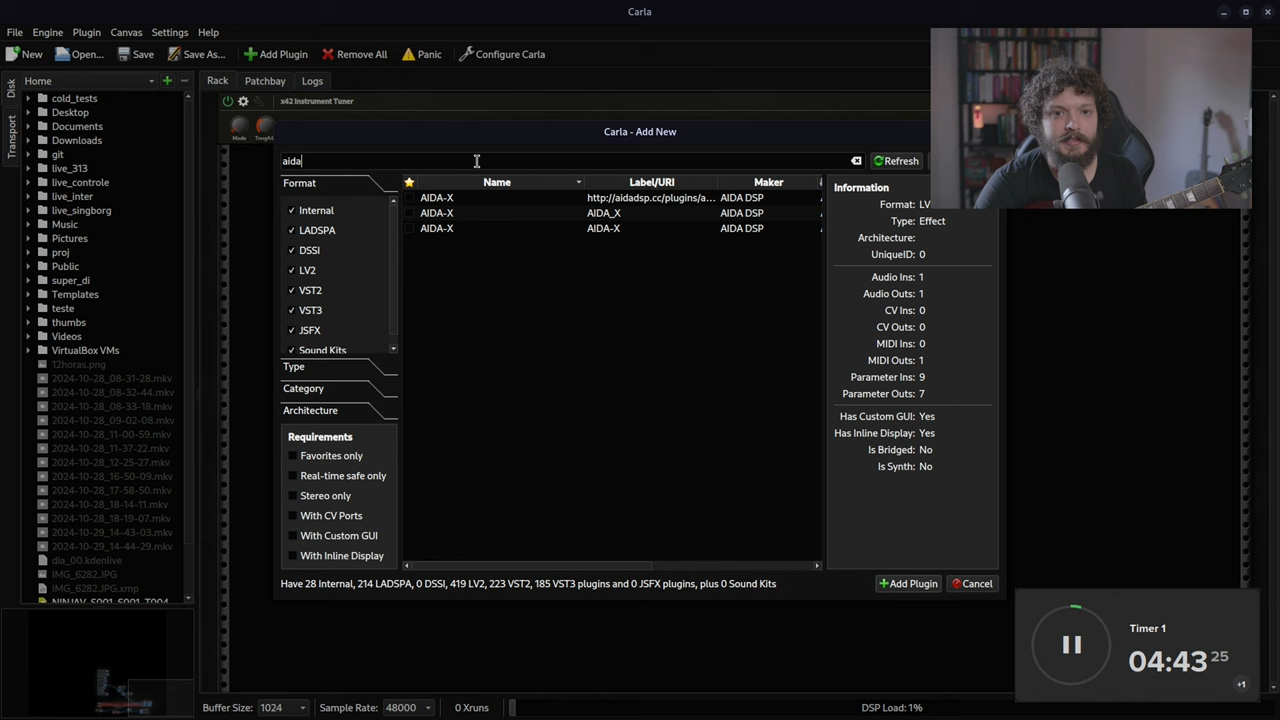 Carla
File Engine Plugin Canvas Settings Help
New Open... Save Save As... Add Plugin Remove All Panic Configure Carla
Disk
Transport
Home
cold_tests
Desktop
Documents
Downloads
git
live_313
live_controle
live_inter
live_singborg
Music
Pictures
proj
Public
super_di
Templates
teste
thumbs
Videos
VirtualBox VMs
12horas.png
2024-10-28_08-31-28.mkv
2024-10-28_08-32-44.mkv
2024-10-28_08-33-18.mkv
2024-10-28_09-02-08.mkv
2024-10-28_11-00-59.mkv
2024-10-28_11-37-22.mkv
2024-10-28_12-25-27.mkv
2024-10-28_16-50-09.mkv
2024-10-28_17-58-50.mkv
2024-10-28_18-14-11.mkv
2024-10-28_18-19-07.mkv
2024-10-29_14-43-03.mkv
2024-10-29_14-44-29.mkv
dia_00.kdenlive
IMG_6282.JPG
IMG_6282.JPG.xmp
NINJAV_S001_S001_T004
Rack Patchbay Logs
x42 Instrument Tuner
Mode
Carla - Add New
aida
Refresh
Format
Internal
LADSPA
DSSI
LV2
VST2
VST3
JSFX
Sound Kits
Type
Category
Architecture
Requirements
Favorites only
Real-time safe only
Stereo only
With CV Ports
With Custom GUI
With Inline Display
Name Label/URI Maker
AIDA-X http://aidadsp.cc/plugins/a... AIDA DSP
AIDA-X AIDA_X AIDA DSP
AIDA-X AIDA-X AIDA DSP
Information
Format: LV
Type: Effect
Architecture:
UniqueID: 0
Audio Ins: 1
Audio Outs: 1
CV Ins: 0
CV Outs: 0
MIDI Ins: 0
MIDI Outs: 1
Parameter Ins: 9
Parameter Outs: 7
Has Custom GUI: Yes
Has Inline Display: Yes
Is Bridged: No
Is Synth: No
Have 28 Internal, 214 LADSPA, 0 DSSI, 419 LV2, 223 VST2, 185 VST3 plugins and 0 JSFX plugins, plus 0 Sound Kits
Add Plugin Cancel
Timer 1
04:43 25
+1
Buffer Size: 1024 Sample Rate: 48000 0 Xruns DSP Load: 1%